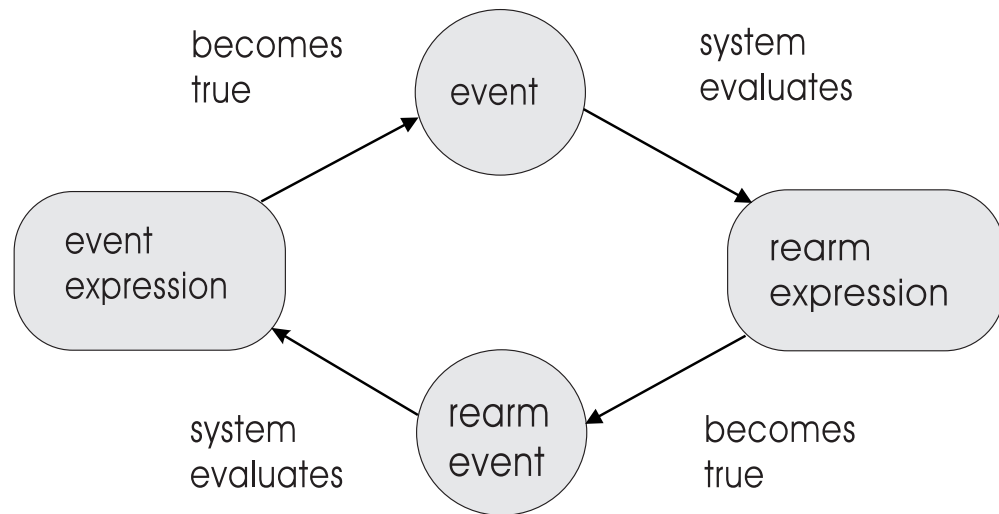 becomes
true
event
system
evaluates
event
expression
rearm
expression
system
evaluates
rearm
event
becomes
true